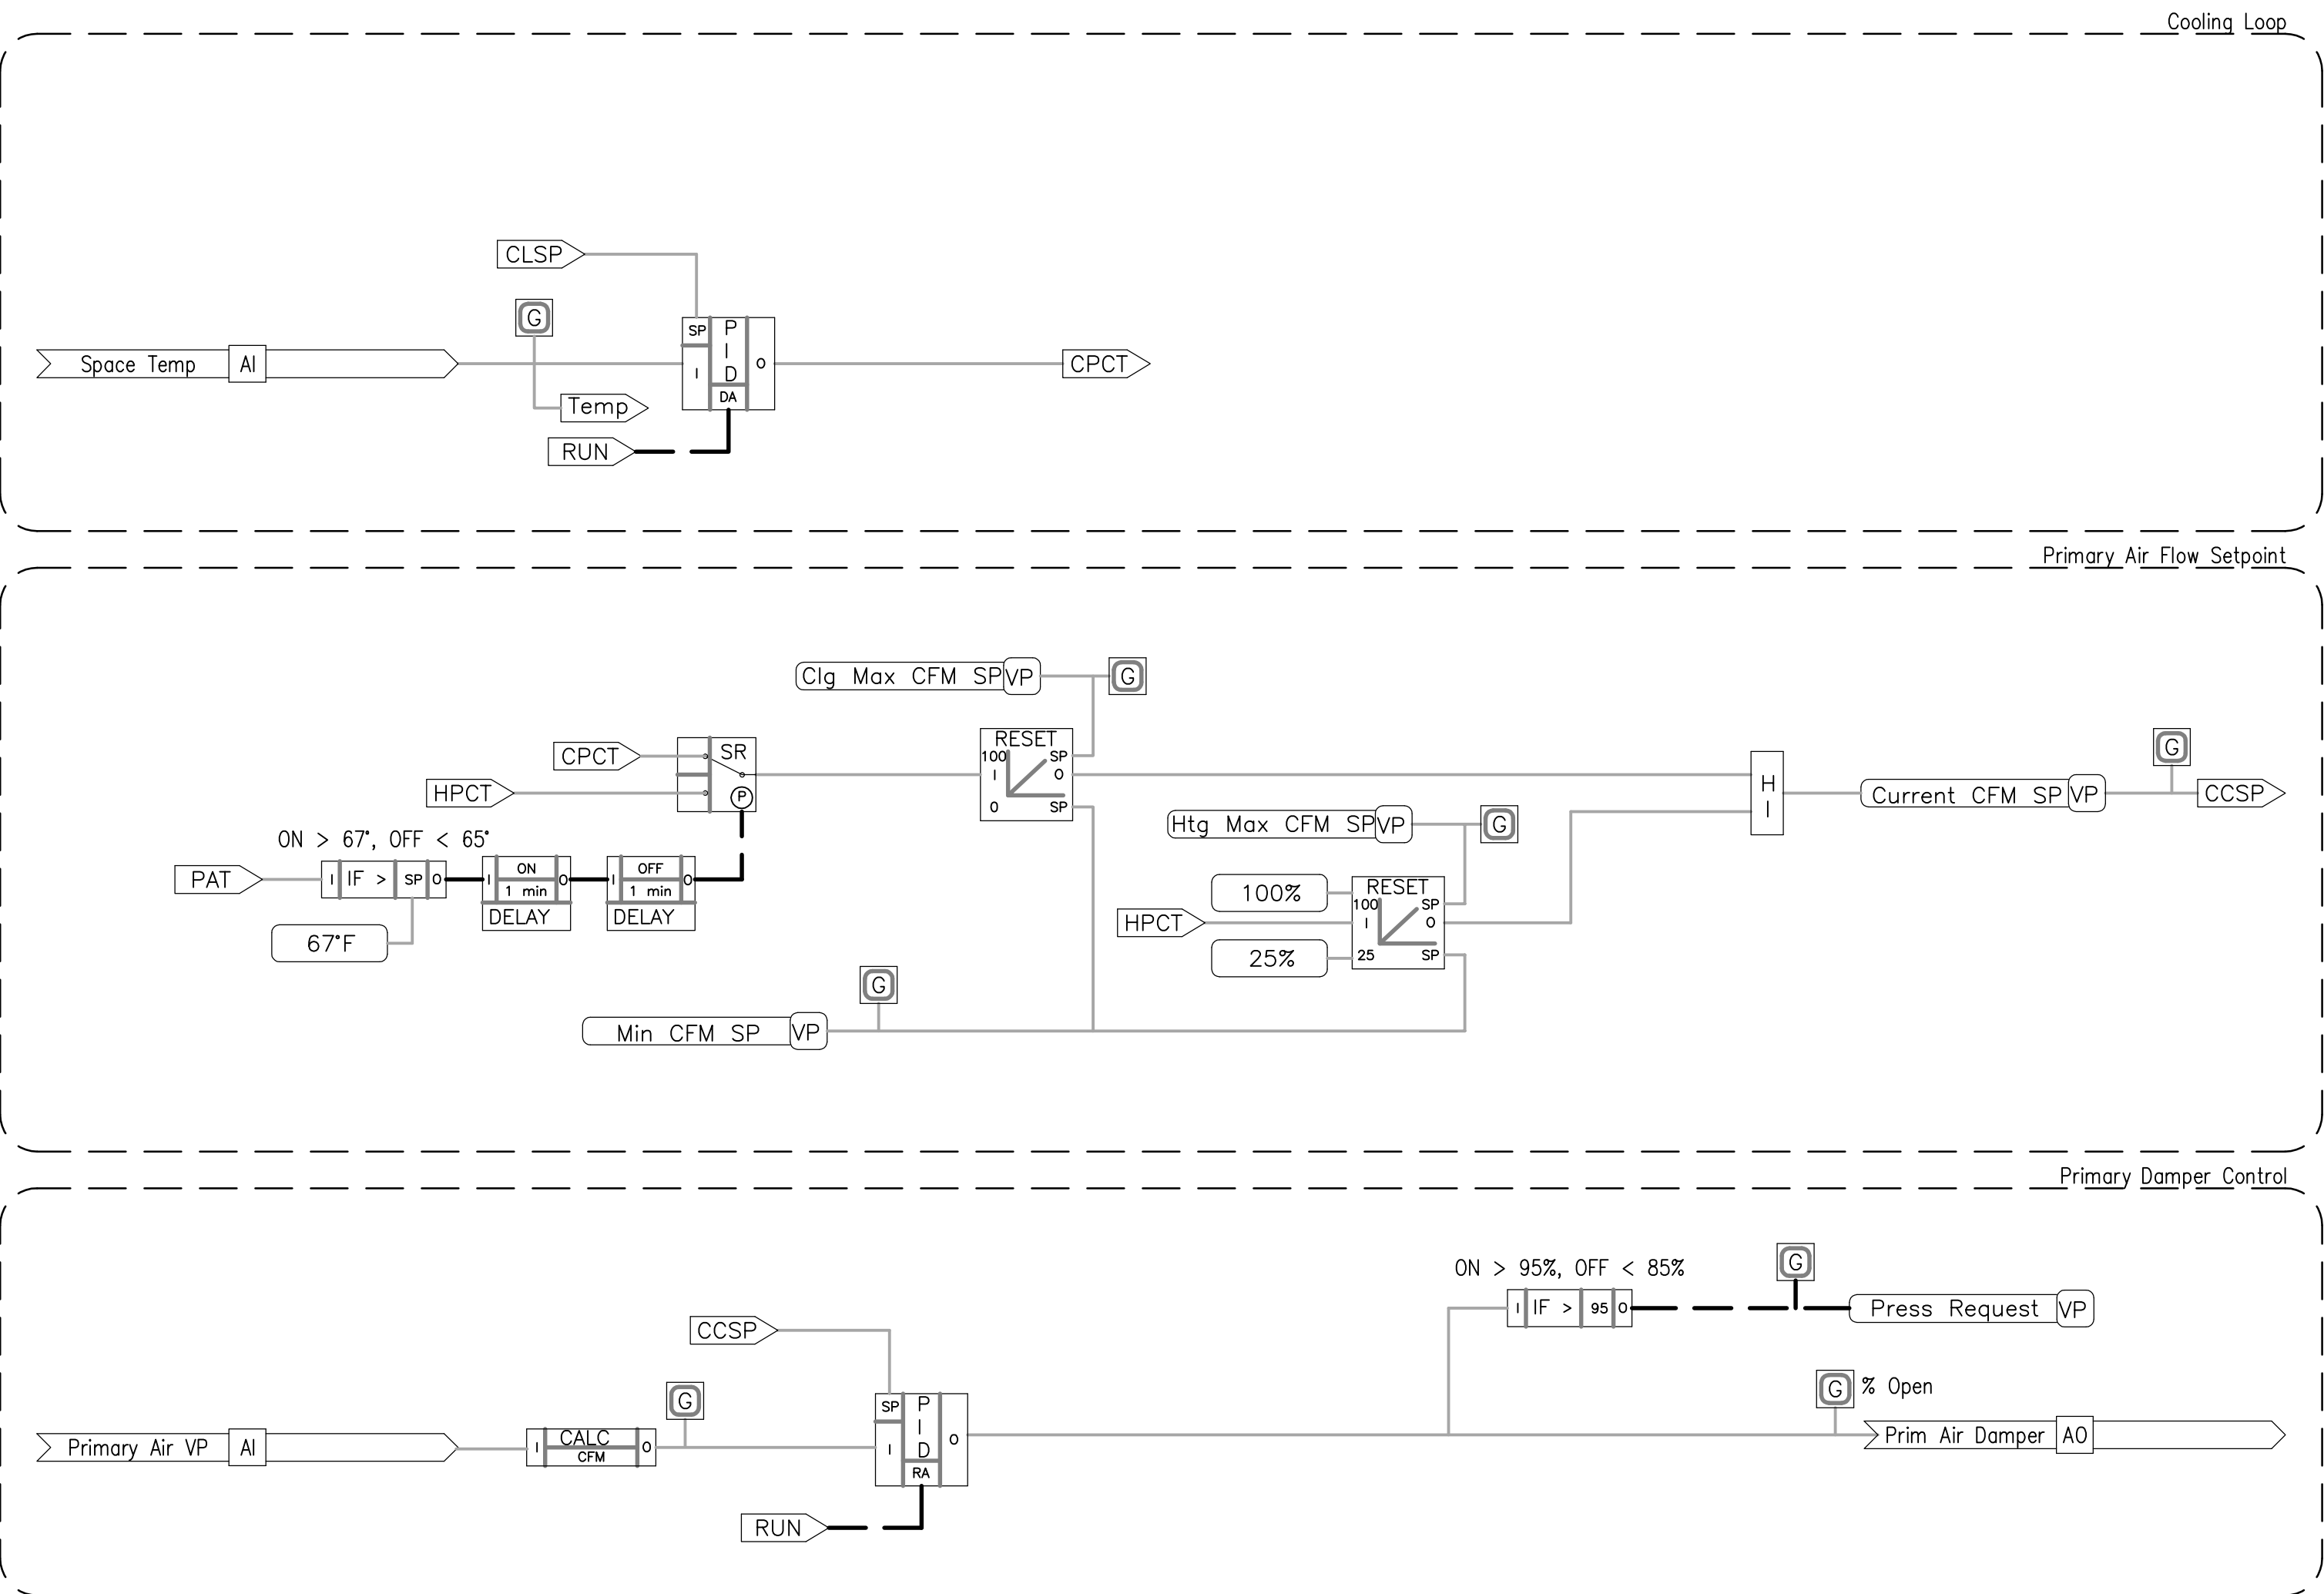 Cooling Loop
CLSP
G
SP
P
I
D
Space Temp AI
I
O
CPCT
DA
Temp
RUN
Primary Air Flow Setpoint
Clg Max CFM SP VP
G
CPCT
SR
RESET
100 SP
I O
0 SP
G
HPCT
P
H
I
Current CFM SP VP
CCSP
Htg Max CFM SP VP
G
ON > 67°, OFF < 65°
PAT
I IF > SP O
I ON O
1 min
DELAY
I OFF O
1 min
DELAY
67°F
100%
RESET
100 SP
HPCT
I O
25%
25 SP
G
Min CFM SP VP
Primary Damper Control
ON > 95%, OFF < 85%
G
I IF > 95 O
Press Request VP
CCSP
G % Open
G
SP
P
I
D
Primary Air VP AI
I CALC O
CFM
I
O
RA
Prim Air Damper AO
RUN